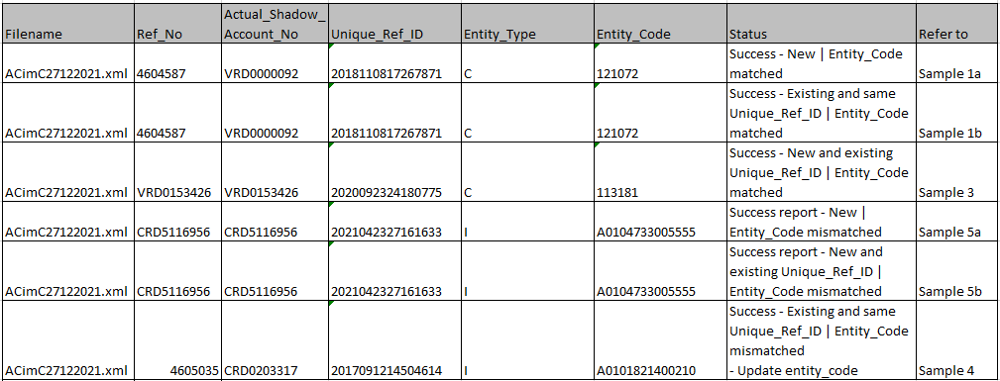 Filename Ref_No Actual_Shadow_ Account_No Unique_Ref_ID Entity_Type Entity_Code Status Refer to
ACimC27122021.xml 4604587 VRD0000092 2018110817267871 C 121072 Success - New | Entity_Code
matched Sample 1a
ACimC27122021.xml 4604587 VRD0000092 2018110817267871 C 121072 Success - Existing and same
Unique_Ref_ID | Entity_Code
matched Sample 1b
ACimC27122021.xml VRD0153426 VRD0153426 2020092324180775 C 113181 Success - New and existing
Unique_Ref_ID | Entity_Code
matched Sample 3
ACimC27122021.xml CRD5116956 CRD5116956 2021042327161633 I A0104733005555 Success report - New |
Entity_Code mismatched Sample 5a
ACimC27122021.xml CRD5116956 CRD5116956 2021042327161633 I A0104733005555 Success report - New and
existing Unique_Ref_ID |
Entity_Code mismatched Sample 5b
ACimC27122021.xml 4605035 CRD0203317 2017091214504614 I A0101821400210 Success - Existing and same
Unique_Ref_ID | Entity_Code
mismatched
- Update entity_code Sample 4